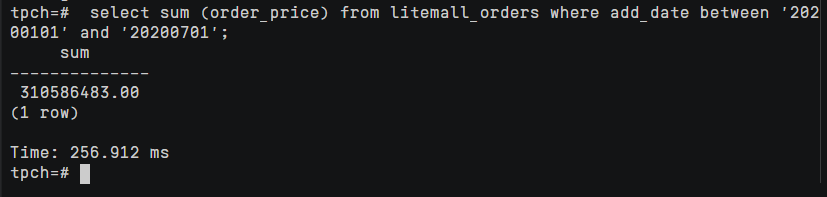 tpch=#  select sum (order_price) from litemall_orders where add_date between '202
00101' and '20200701';
     sum
--------------
 310586483.00
(1 row)

Time: 256.912 ms
tpch=#